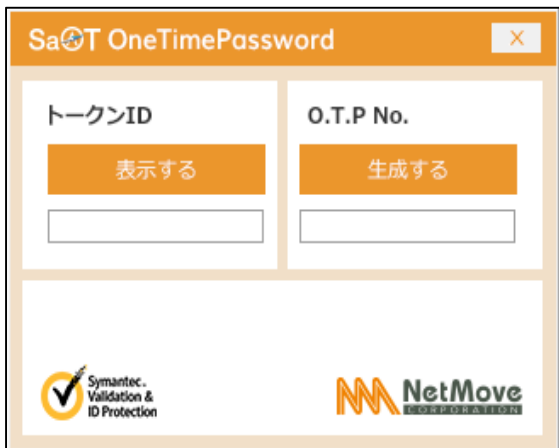 Sa@T OneTimePassword
X
トークンID
O.T.P No.
表示する
生成する
Symantec.
Validation &
ID Protection
NetMove
CORPORATION